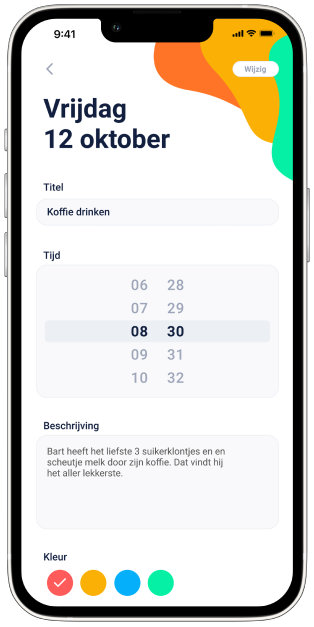 9:41
Wijzig
Vrijdag
12 oktober
Titel
Koffie drinken
Tijd
06 28
07 29
08 30
09 31
10 32
Beschrijving
Bart heeft het liefste 3 suikerklontjes en en
scheutje melk door zijn koffie. Dat vindt hij
het aller lekkerste.
Kleur